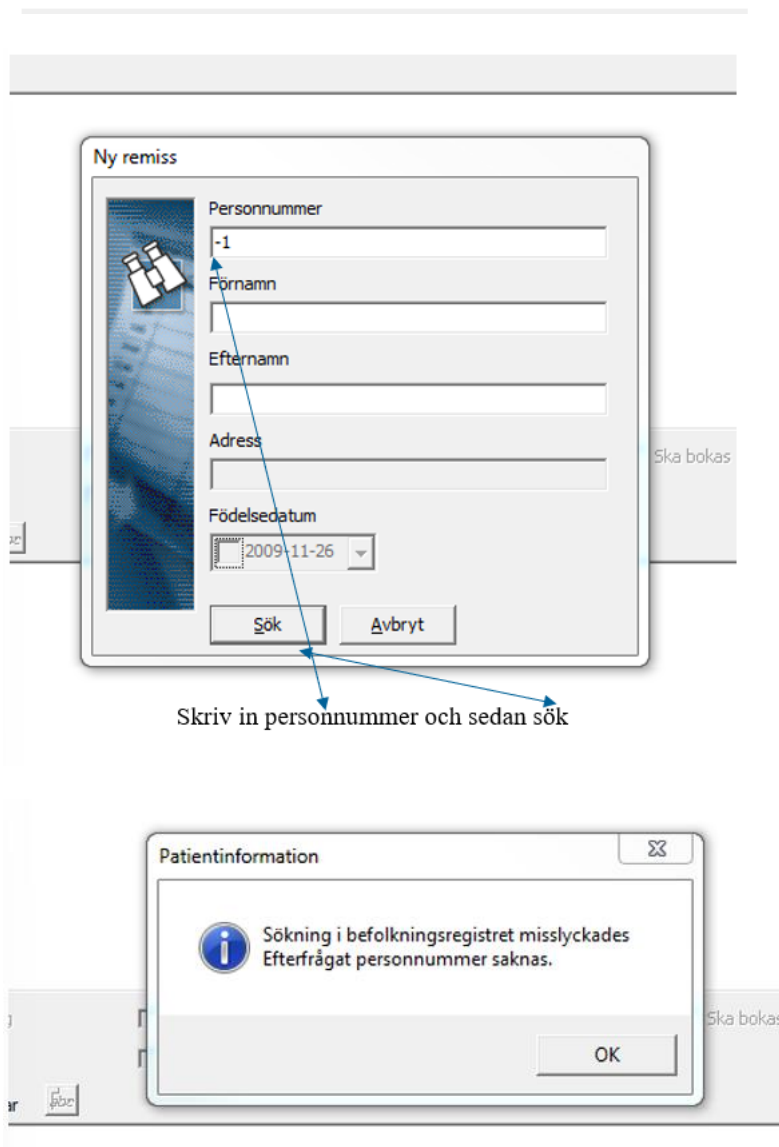 Ny remiss
Personnummer
-1
Förnamn
Efternamn
Adress
Ska bokas
Födelsedatum
2009-11-26
Sök
Avbryt
Skriv in personnummer och sedan sök
Patientinformation
Sökning i befolkningsregistret misslyckades
Efterfrågat personnummer saknas.
Ska bokas
OK
ar